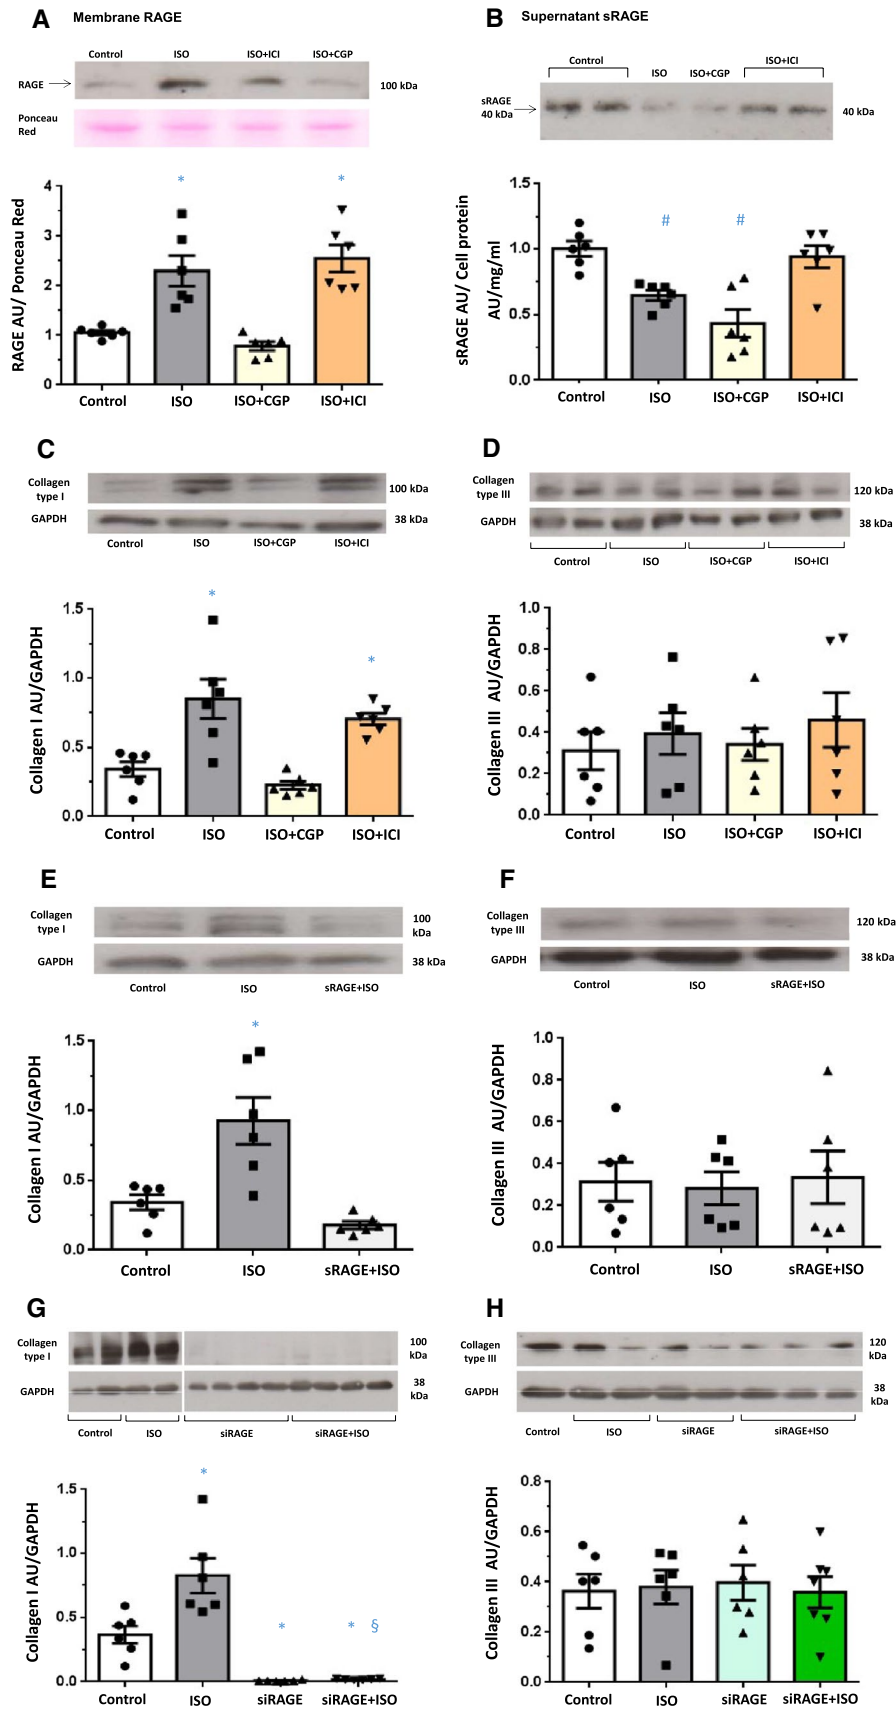 A Membrane RAGE
Control ISO ISO+ICI ISO+CGP
RAGE 100 kDa
Ponceau
Red
*
*
RAGE AU/ Ponceau Red
4
3
2
1
0
Control ISO ISO+CGP ISO+ICI
B Supernatant sRAGE
Control ISO ISO+CGP ISO+ICI
sRAGE
40 kDa
40 kDa
#
#
sRAGE AU/ Cell protein
AU/mg/ml
1.5
1.0
0.5
0.0
Control ISO ISO+CGP ISO+ICI
C
Collagen
type I
100 kDa
GAPDH 38 kDa
Control ISO ISO+CGP ISO+ICI
*
*
Collagen I AU/GAPDH
1.5
1.0
0.5
0.0
Control ISO ISO+CGP ISO+ICI
D
Collagen
type III
120 kDa
GAPDH 38 kDa
Control ISO ISO+CGP ISO+ICI
Collagen III AU/GAPDH
1.0
0.8
0.6
0.4
0.2
0.0
Control ISO ISO+CGP ISO+ICI
E
Collagen
type I
100
kDa
GAPDH 38 kDa
Control ISO sRAGE+ISO
*
Collagen I AU/GAPDH
1.5
1.0
0.5
0.0
Control ISO sRAGE+ISO
F
Collagen
type III
120 kDa
GAPDH 38 kDa
Control ISO sRAGE+ISO
Collagen III AU/GAPDH
1.0
0.8
0.6
0.4
0.2
0.0
Control ISO sRAGE+ISO
G
Collagen
type I
100
kDa
GAPDH
38
kDa
Control ISO siRAGE siRAGE+ISO
*
* * §
Collagen I AU/GAPDH
1.5
1.0
0.5
0.0
Control ISO siRAGE siRAGE+ISO
H
Collagen
type III
120
kDa
GAPDH
38
kDa
Control ISO siRAGE siRAGE+ISO
Collagen III AU/GAPDH
0.8
0.6
0.4
0.2
0.0
Control ISO siRAGE siRAGE+ISO